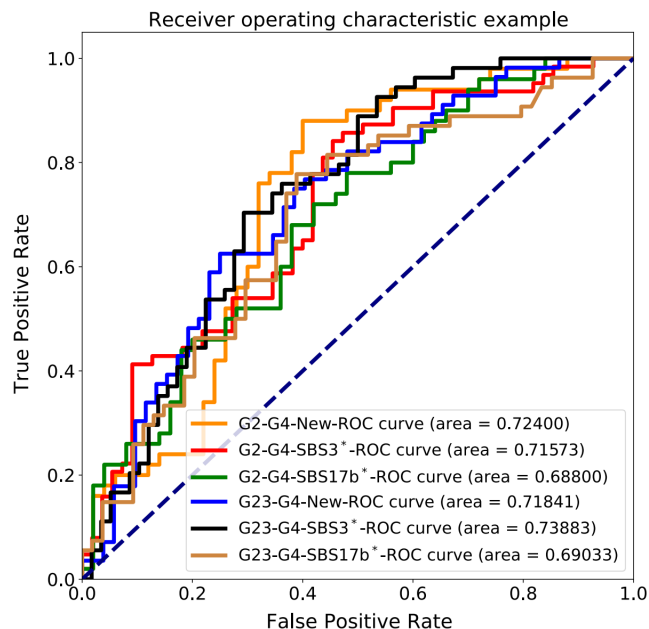 Receiver operating characteristic example
True Positive Rate
1.0
0.8
0.6
0.4
0.2
0.0
G2-G4-New-ROC curve (area = 0.72400)
G2-G4-SBS3*-ROC curve (area = 0.71573)
G2-G4-SBS17b*-ROC curve (area = 0.68800)
G23-G4-New-ROC curve (area = 0.71841)
G23-G4-SBS3*-ROC curve (area = 0.73883)
G23-G4-SBS17b*-ROC curve (area = 0.69033)
0.0 0.2 0.4 0.6 0.8 1.0
False Positive Rate